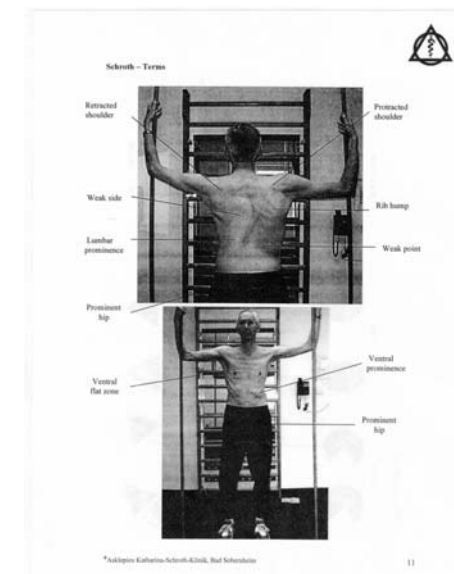 Schroth – Terms
Retracted
shoulder
Protracted
shoulder
Weak side
Rib hump
Lumbar
prominence
Weak point
Prominent
hip
Ventral
flat zone
Ventral
prominence
Prominent
hip
*Asklepios Katharina-Schroth-Klinik, Bad Sobernheim
11